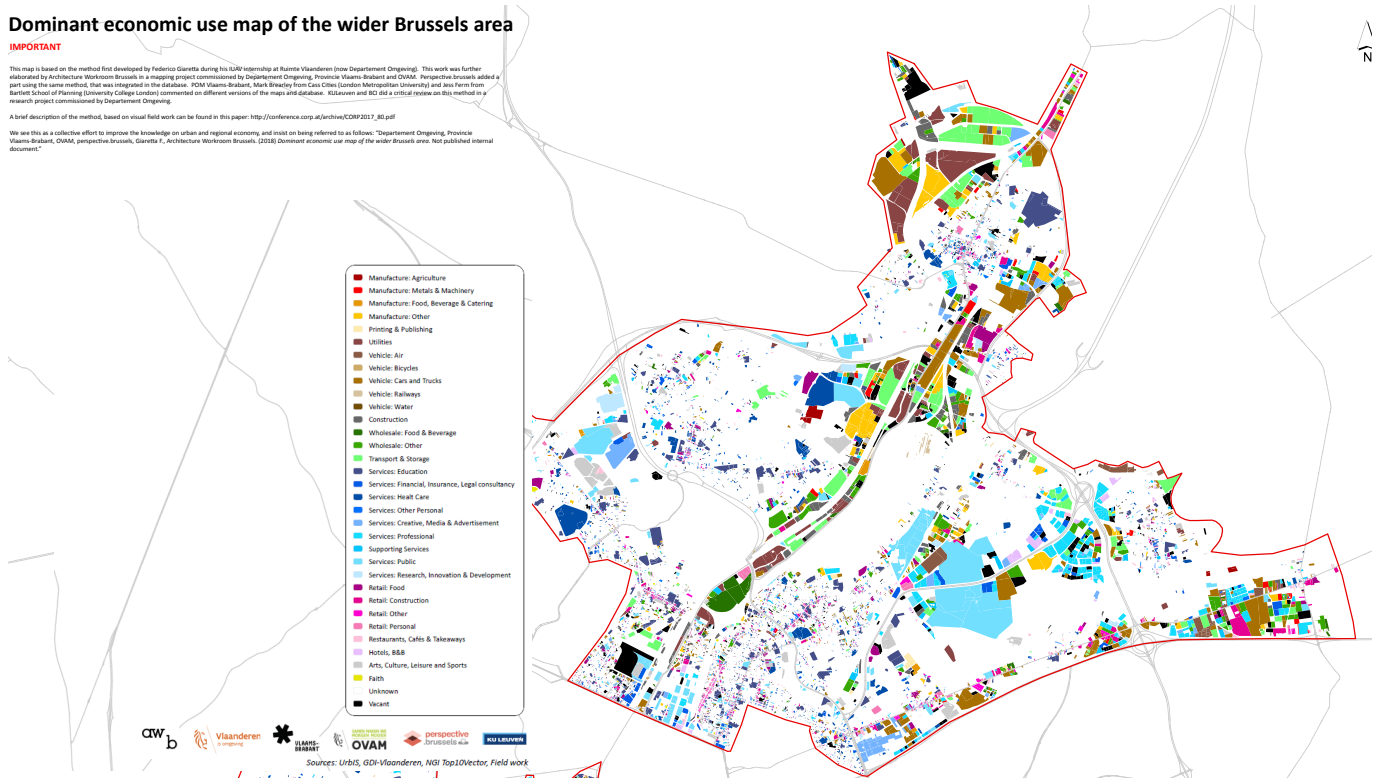 Dominant economic use map of the wider Brussels area
IMPORTANT
This map is based on the method first developed by Federico Giaretta during his IUAV internship at Ruimte Vlaanderen (now Departement Omgeving). This work was further
elaborated by Architecture Workroom Brussels in a mapping project commissioned by Departement Omgeving, Provincie Vlaams-Brabant and OVAM. Perspective.brussels added a
part using the same method, that was integrated in the database. POM Vlaams-Brabant, Mark Brearley from Cass Cities (London Metropolitan University) and Jess Ferm from
Bartlett School of Planning (University College London) commented on different versions of the maps and database. KULeuven and BCI did a critical review on this method in a
research project commissioned by Departement Omgeving.
A brief description of the method, based on visual field work can be found in this paper: http://conference.corp.at/archive/CORP2017_80.pdf
We see this as a collective effort to improve the knowledge on urban and regional economy, and insist on being referred to as follows: "Departement Omgeving, Provincie
Vlaams-Brabant, OVAM, perspective.brussels, Giaretta F., Architecture Workroom Brussels. (2018) Dominant economic use map of the wider Brussels area. Not published internal
document."
N
Manufacture: Agriculture
Manufacture: Metals & Machinery
Manufacture: Food, Beverage & Catering
Manufacture: Other
Printing & Publishing
Utilities
Vehicle: Air
Vehicle: Bicycles
Vehicle: Cars and Trucks
Vehicle: Railways
Vehicle: Water
Construction
Wholesale: Food & Beverage
Wholesale: Other
Transport & Storage
Services: Education
Services: Financial, Insurance, Legal consultancy
Services: Healt Care
Services: Other Personal
Services: Creative, Media & Advertisement
Services: Professional
Supporting Services
Services: Public
Services: Research, Innovation & Development
Retail: Food
Retail: Construction
Retail: Other
Retail: Personal
Restaurants, Cafés & Takeaways
Hotels, B&B
Arts, Culture, Leisure and Sports
Faith
Unknown
Vacant
aw
b
Vlaanderen
is omgeving
VLAAMS-
BRABANT
SAMEN MAKEN WE
MORGEN MOOIER
OVAM
perspective
.brussels
KU LEUVEN
Sources: UrbIS, GDI-Vlaanderen, NGI Top10Vector, Field work